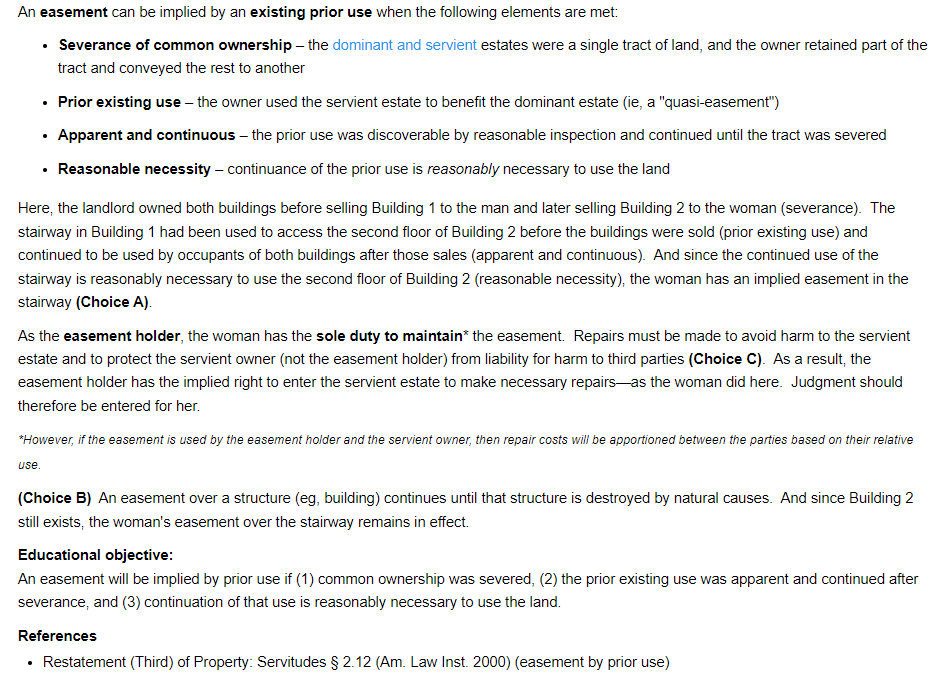 An easement can be implied by an existing prior use when the following elements are met:
• Severance of common ownership – the dominant and servient estates were a single tract of land, and the owner retained part of the
tract and conveyed the rest to another
• Prior existing use – the owner used the servient estate to benefit the dominant estate (ie, a "quasi-easement")
• Apparent and continuous – the prior use was discoverable by reasonable inspection and continued until the tract was severed
• Reasonable necessity – continuance of the prior use is reasonably necessary to use the land
Here, the landlord owned both buildings before selling Building 1 to the man and later selling Building 2 to the woman (severance).  The
stairway in Building 1 had been used to access the second floor of Building 2 before the buildings were sold (prior existing use) and
continued to be used by occupants of both buildings after those sales (apparent and continuous).  And since the continued use of the
stairway is reasonably necessary to use the second floor of Building 2 (reasonable necessity), the woman has an implied easement in the
stairway (Choice A).
As the easement holder, the woman has the sole duty to maintain* the easement.  Repairs must be made to avoid harm to the servient
estate and to protect the servient owner (not the easement holder) from liability for harm to third parties (Choice C).  As a result, the
easement holder has the implied right to enter the servient estate to make necessary repairs—as the woman did here.  Judgment should
therefore be entered for her.
*However, if the easement is used by the easement holder and the servient owner, then repair costs will be apportioned between the parties based on their relative
use.
(Choice B)  An easement over a structure (eg, building) continues until that structure is destroyed by natural causes.  And since Building 2
still exists, the woman's easement over the stairway remains in effect.
Educational objective:
An easement will be implied by prior use if (1) common ownership was severed, (2) the prior existing use was apparent and continued after
severance, and (3) continuation of that use is reasonably necessary to use the land.
References
• Restatement (Third) of Property: Servitudes § 2.12 (Am. Law Inst. 2000) (easement by prior use)